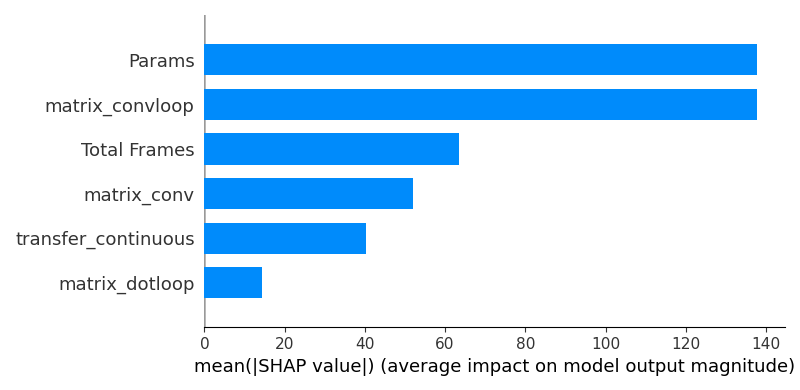 Params
matrix_convloop
Total Frames
matrix_conv
transfer_continuous
matrix_dotloop
0 20 40 60 80 100 120 140
mean(|SHAP value|) (average impact on model output magnitude)